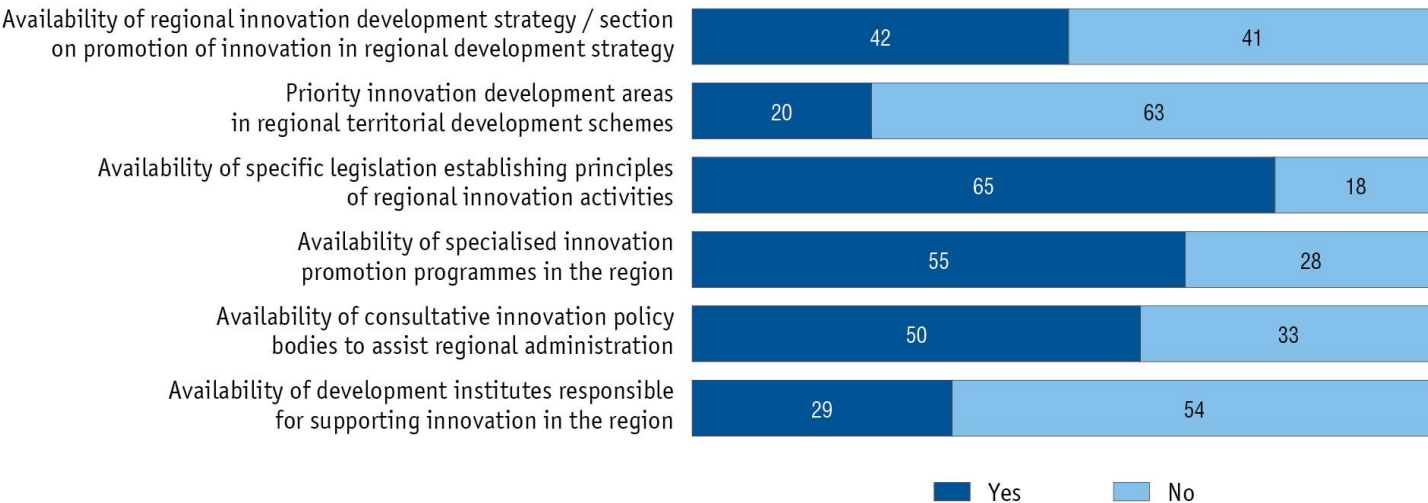 Availability of regional innovation development strategy / section
on promotion of innovation in regional development strategy
42
41
Priority innovation development areas
in regional territorial development schemes
20
63
Availability of specific legislation establishing principles
of regional innovation activities
65
18
Availability of specialised innovation
promotion programmes in the region
55
28
Availability of consultative innovation policy
bodies to assist regional administration
50
33
Availability of development institutes responsible
for supporting innovation in the region
29
54
Yes
No